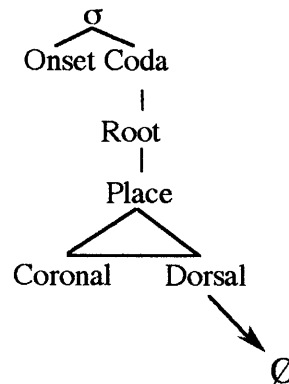 σ
Onset Coda
Root
Place
Coronal Dorsal
∅